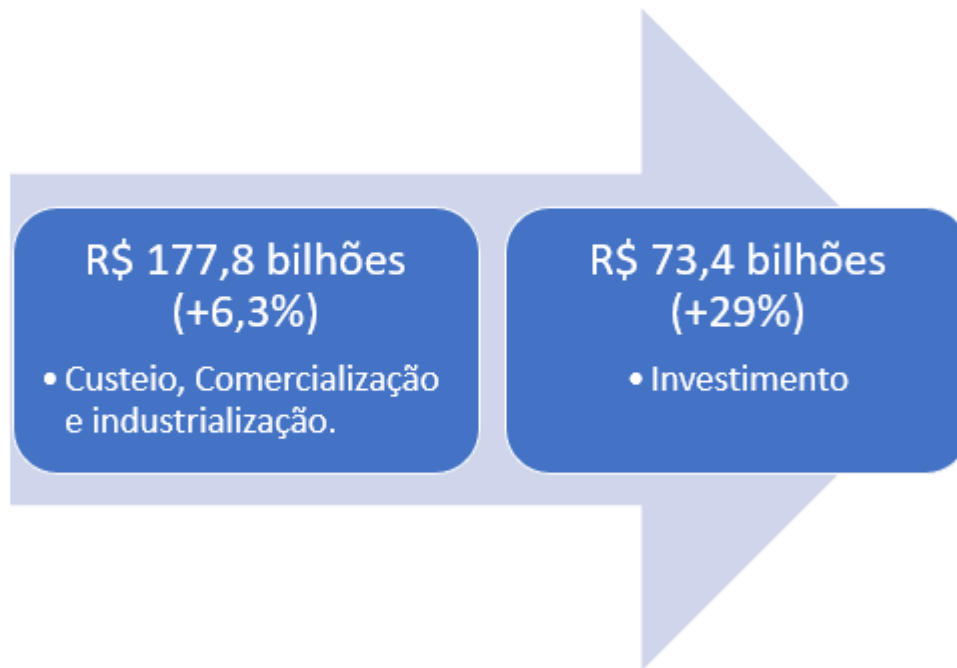 R$ 177,8 bilhões
(+6,3%)
• Custeio, Comercialização
e industrialização.
R$ 73,4 bilhões
(+29%)
• Investimento